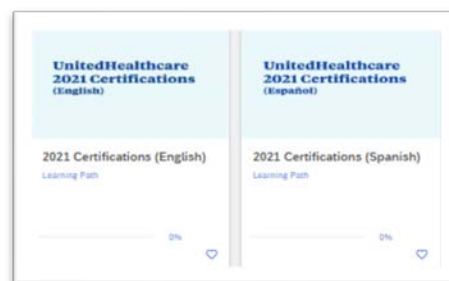 UnitedHealthcare
2021 Certifications
(English)
2021 Certifications (English)
Learning Path
0%
UnitedHealthcare
2021 Certifications
(Español)
2021 Certifications (Spanish)
Learning Path
0%